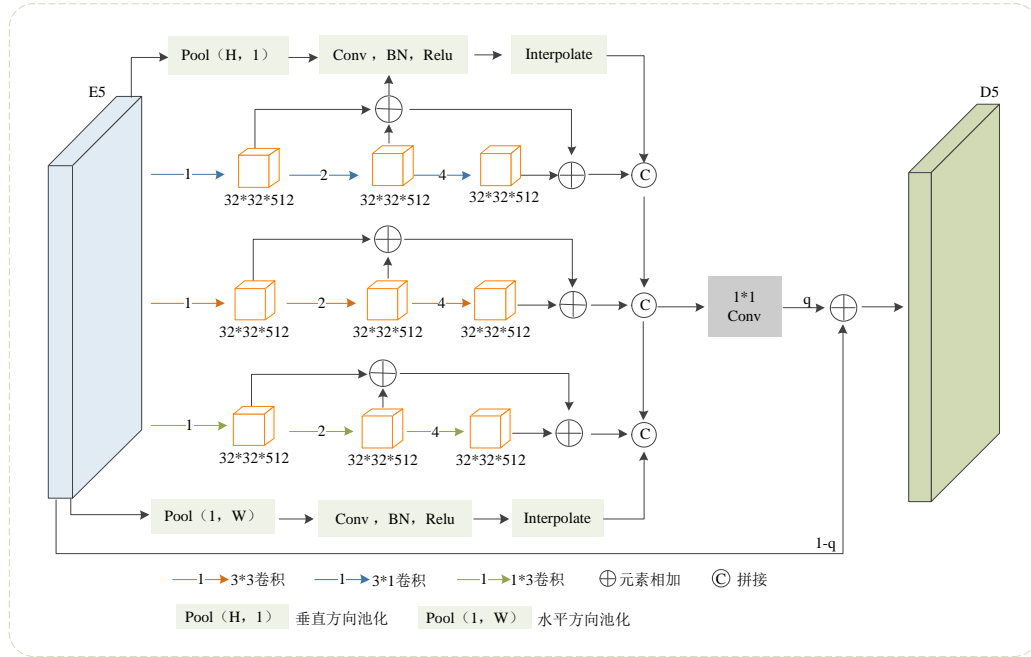 E5
D5
Pool（H，1）
Conv ，BN，Relu
Interpolate
1
2
4
32*32*512
32*32*512
32*32*512
C
1
2
4
32*32*512
32*32*512
32*32*512
C
1*1
Conv
q
1
2
4
32*32*512
32*32*512
32*32*512
C
Pool（1，W）
Conv ，BN，Relu
Interpolate
1-q
1 3*3卷积
1 3*1卷积
1 1*3卷积
元素相加
C 拼接
Pool（H，1） 垂直方向池化
Pool（1，W） 水平方向池化